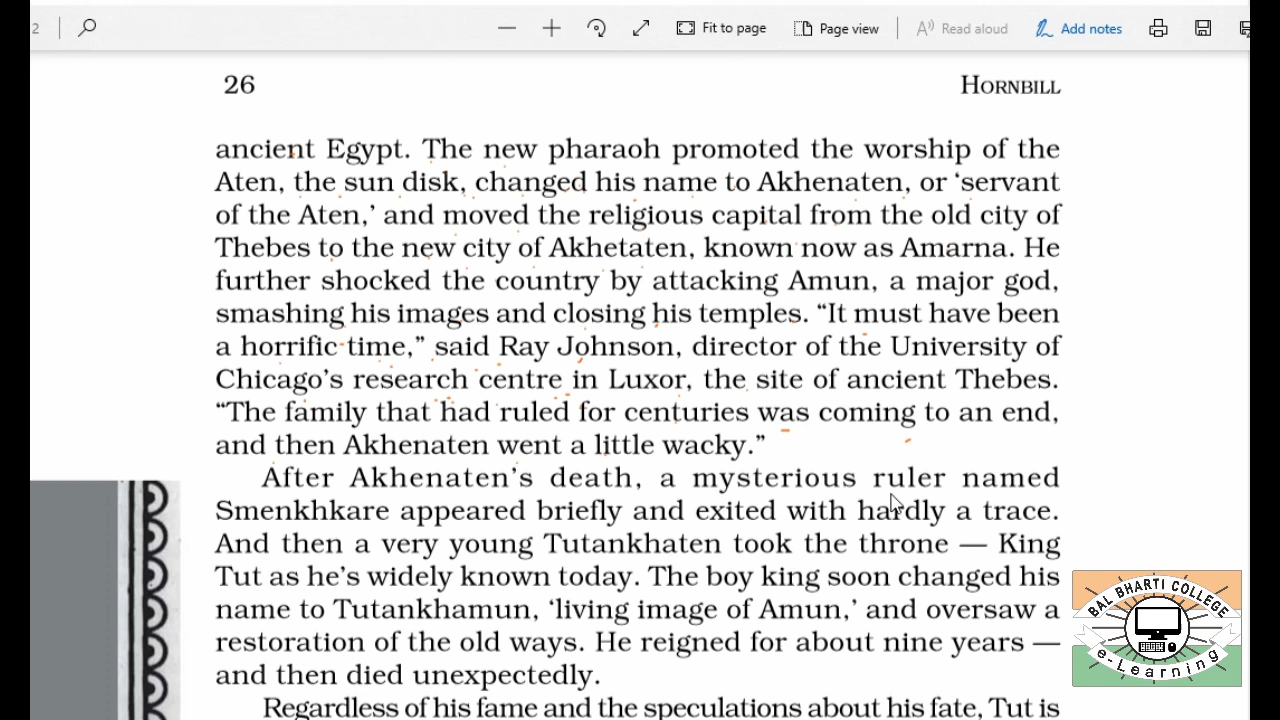 2
Fit to page
Page view
Read aloud
Add notes
26 HORNBILL
ancient Egypt. The new pharaoh promoted the worship of the
Aten, the sun disk, changed his name to Akhenaten, or ‘servant
of the Aten,’ and moved the religious capital from the old city of
Thebes to the new city of Akhetaten, known now as Amarna. He
further shocked the country by attacking Amun, a major god,
smashing his images and closing his temples. “It must have been
a horrific time,” said Ray Johnson, director of the University of
Chicago’s research centre in Luxor, the site of ancient Thebes.
“The family that had ruled for centuries was coming to an end,
and then Akhenaten went a little wacky.”
After Akhenaten’s death, a mysterious ruler named
Smenkhkare appeared briefly and exited with hardly a trace.
And then a very young Tutankhaten took the throne — King
Tut as he’s widely known today. The boy king soon changed his
name to Tutankhamun, ‘living image of Amun,’ and oversaw a
restoration of the old ways. He reigned for about nine years —
and then died unexpectedly.
Regardless of his fame and the speculations about his fate, Tut is
BAL BHARTI COLLEGE
e-Learning